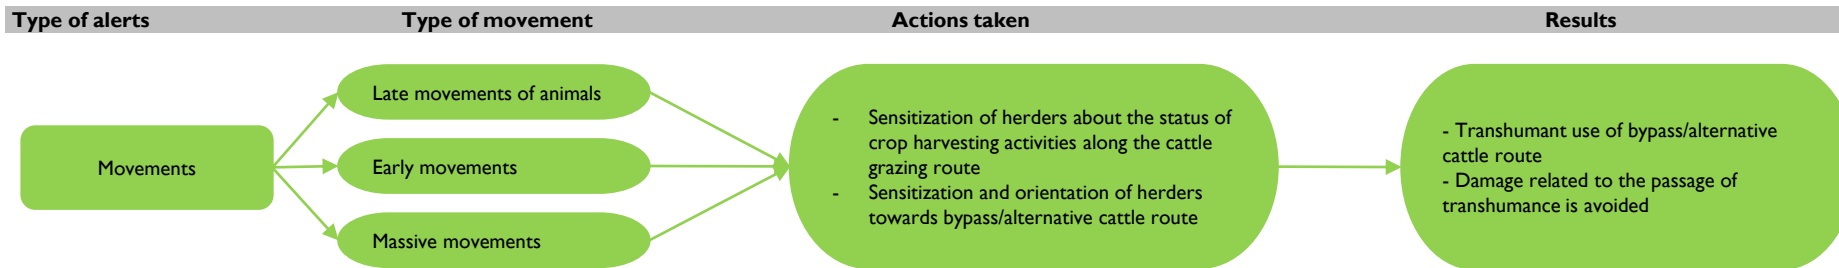 Type of alerts
Type of movement
Actions taken
Results
Movements
Late movements of animals
Early movements
Massive movements
- Sensitization of herders about the status of
crop harvesting activities along the cattle
grazing route
- Sensitization and orientation of herders
towards bypass/alternative cattle route
- Transhumant use of bypass/alternative
cattle route
- Damage related to the passage of
transhumance is avoided